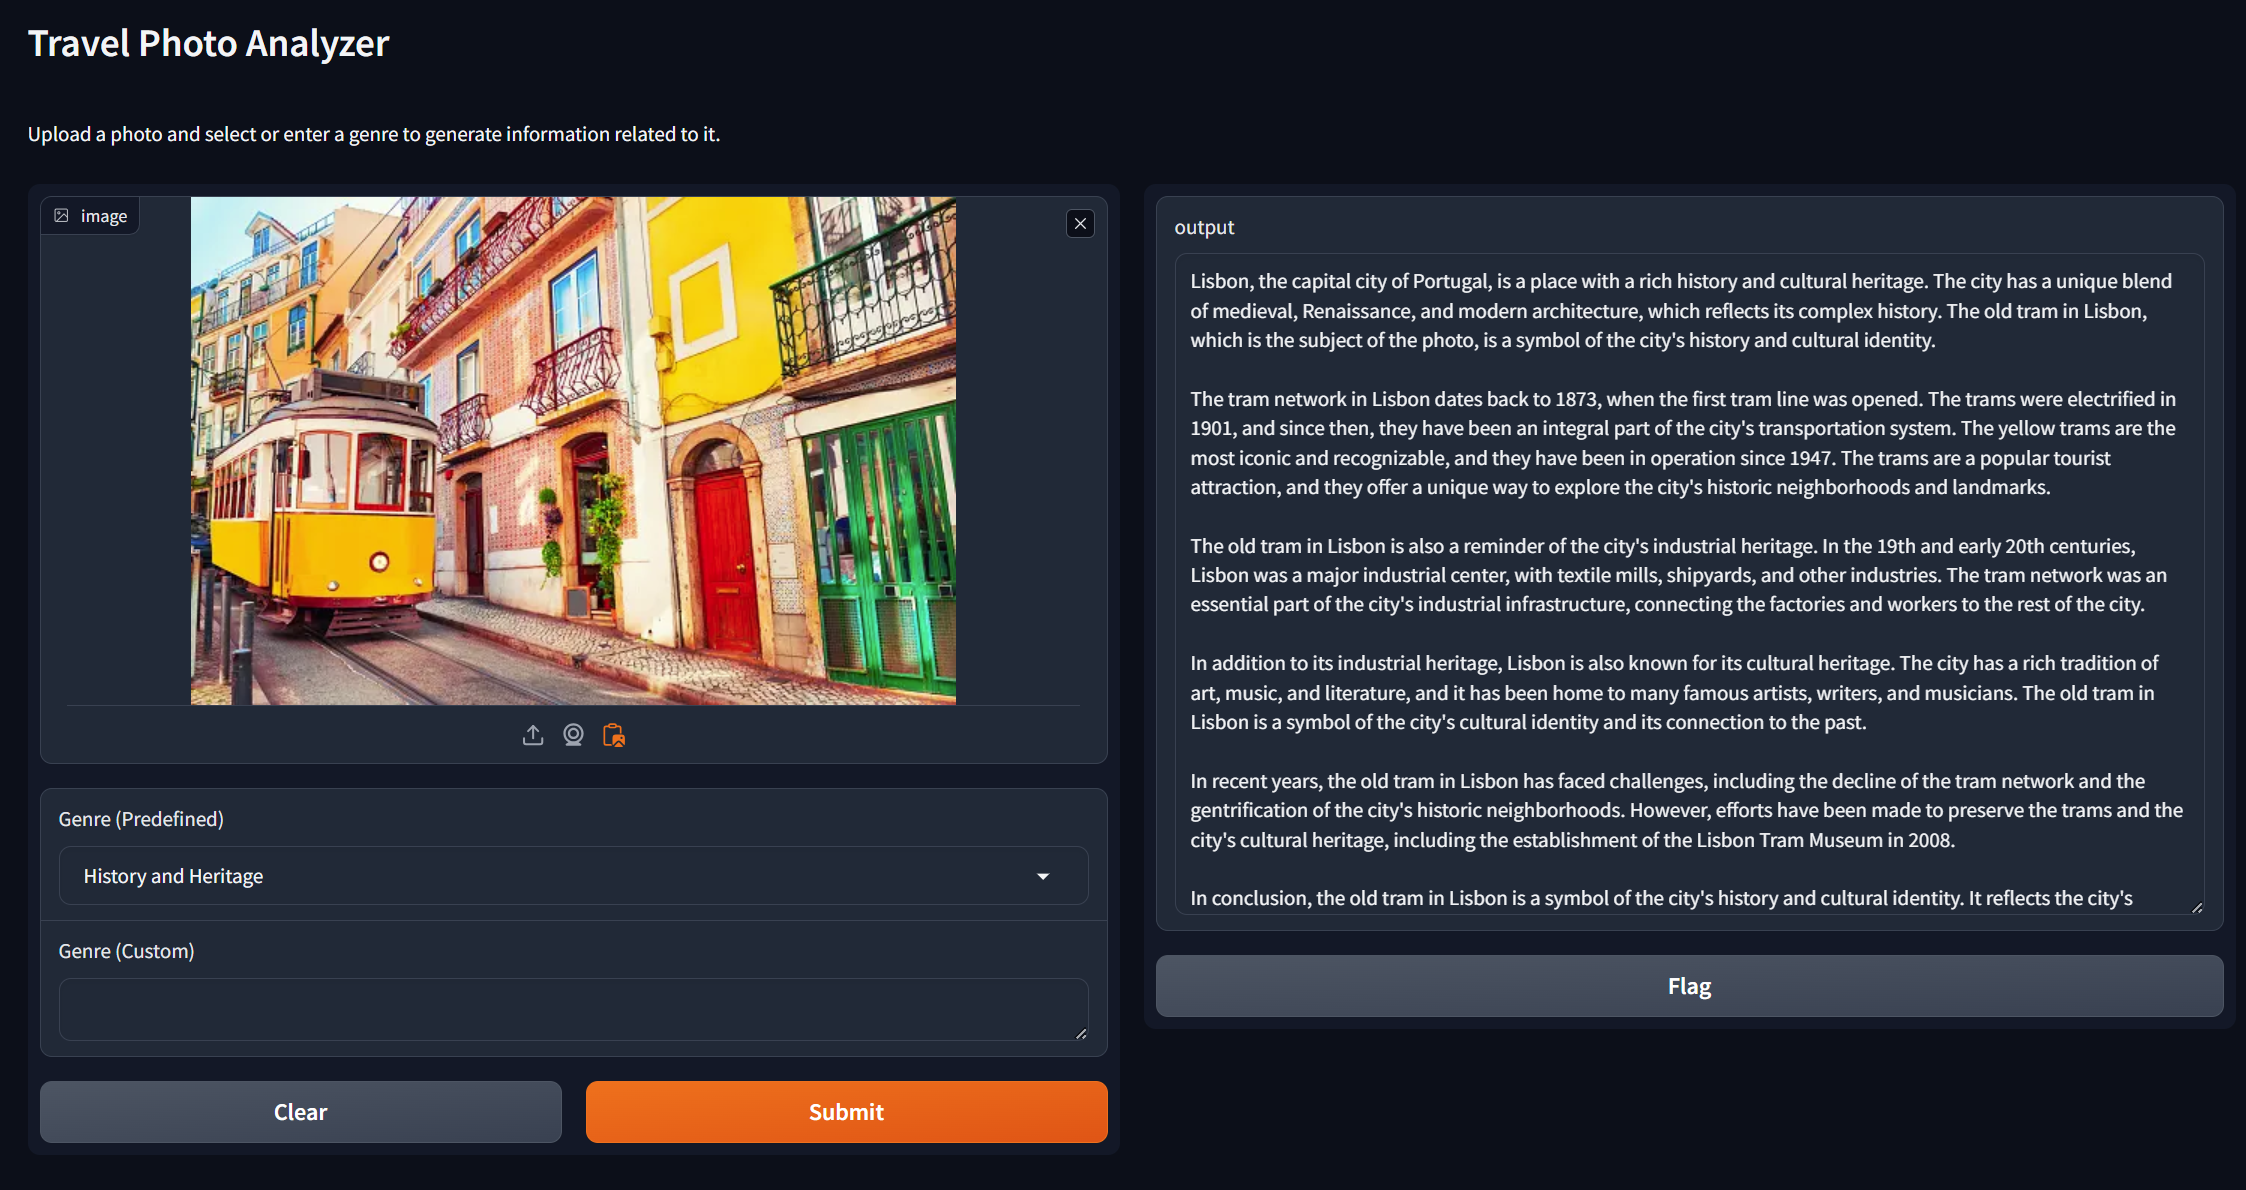 Travel Photo Analyzer
Upload a photo and select or enter a genre to generate information related to it.
image
Genre (Predefined)
History and Heritage
Genre (Custom)
Clear
Submit
output
Lisbon, the capital city of Portugal, is a place with a rich history and cultural heritage. The city has a unique blend
of medieval, Renaissance, and modern architecture, which reflects its complex history. The old tram in Lisbon,
which is the subject of the photo, is a symbol of the city's history and cultural identity.
The tram network in Lisbon dates back to 1873, when the first tram line was opened. The trams were electrified in
1901, and since then, they have been an integral part of the city's transportation system. The yellow trams are the
most iconic and recognizable, and they have been in operation since 1947. The trams are a popular tourist
attraction, and they offer a unique way to explore the city's historic neighborhoods and landmarks.
The old tram in Lisbon is also a reminder of the city's industrial heritage. In the 19th and early 20th centuries,
Lisbon was a major industrial center, with textile mills, shipyards, and other industries. The tram network was an
essential part of the city's industrial infrastructure, connecting the factories and workers to the rest of the city.
In addition to its industrial heritage, Lisbon is also known for its cultural heritage. The city has a rich tradition of
art, music, and literature, and it has been home to many famous artists, writers, and musicians. The old tram in
Lisbon is a symbol of the city's cultural identity and its connection to the past.
In recent years, the old tram in Lisbon has faced challenges, including the decline of the tram network and the
gentrification of the city's historic neighborhoods. However, efforts have been made to preserve the trams and the
city's cultural heritage, including the establishment of the Lisbon Tram Museum in 2008.
In conclusion, the old tram in Lisbon is a symbol of the city's history and cultural identity. It reflects the city's
Flag